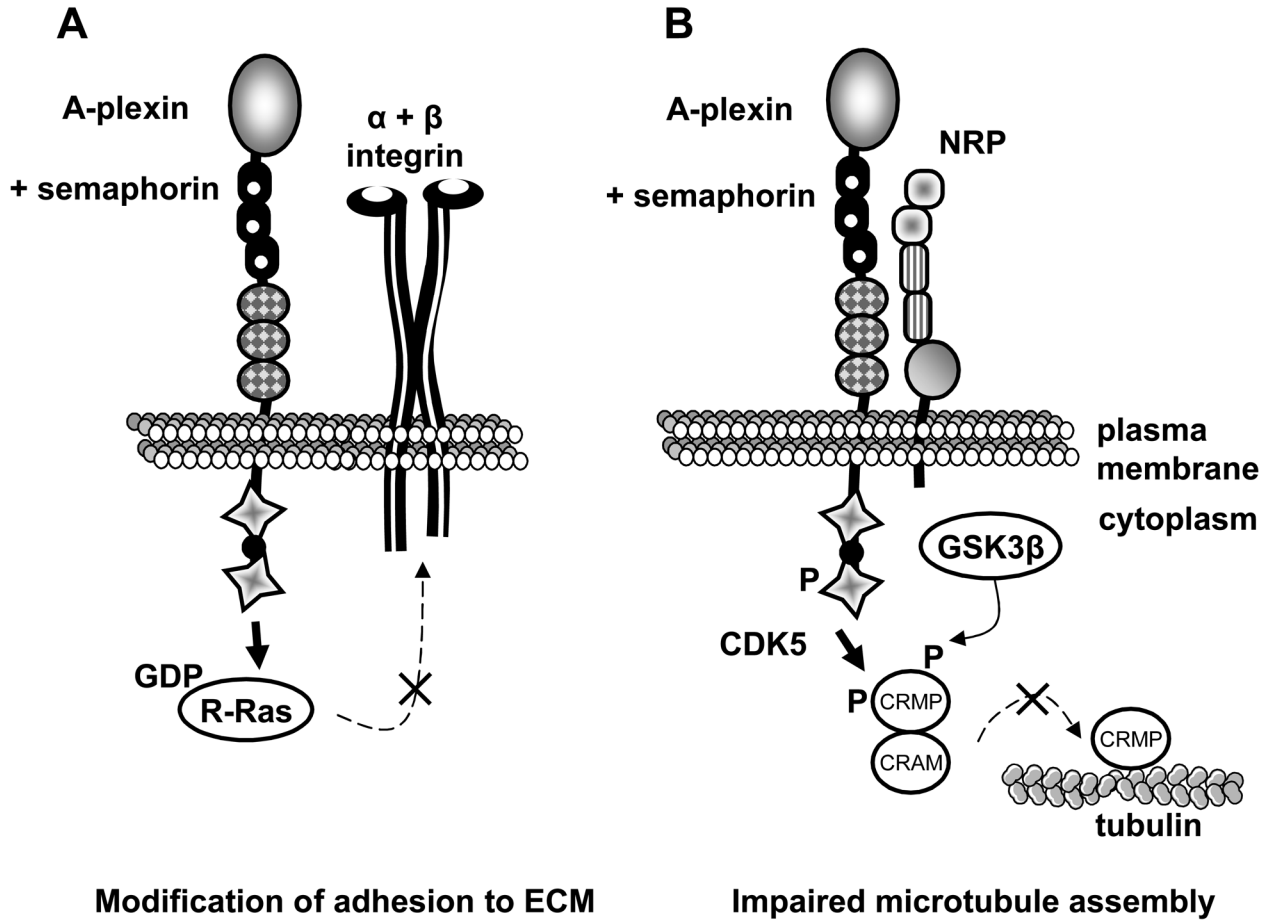 A
A-plexin
+ semaphorin
α + β
integrin
GDP
R-Ras
Modification of adhesion to ECM
B
A-plexin
+ semaphorin
NRP
plasma
membrane
cytoplasm
GSK3β
P
CDK5
P
P
CRMP
CRAM
CRMP
tubulin
Impaired microtubule assembly